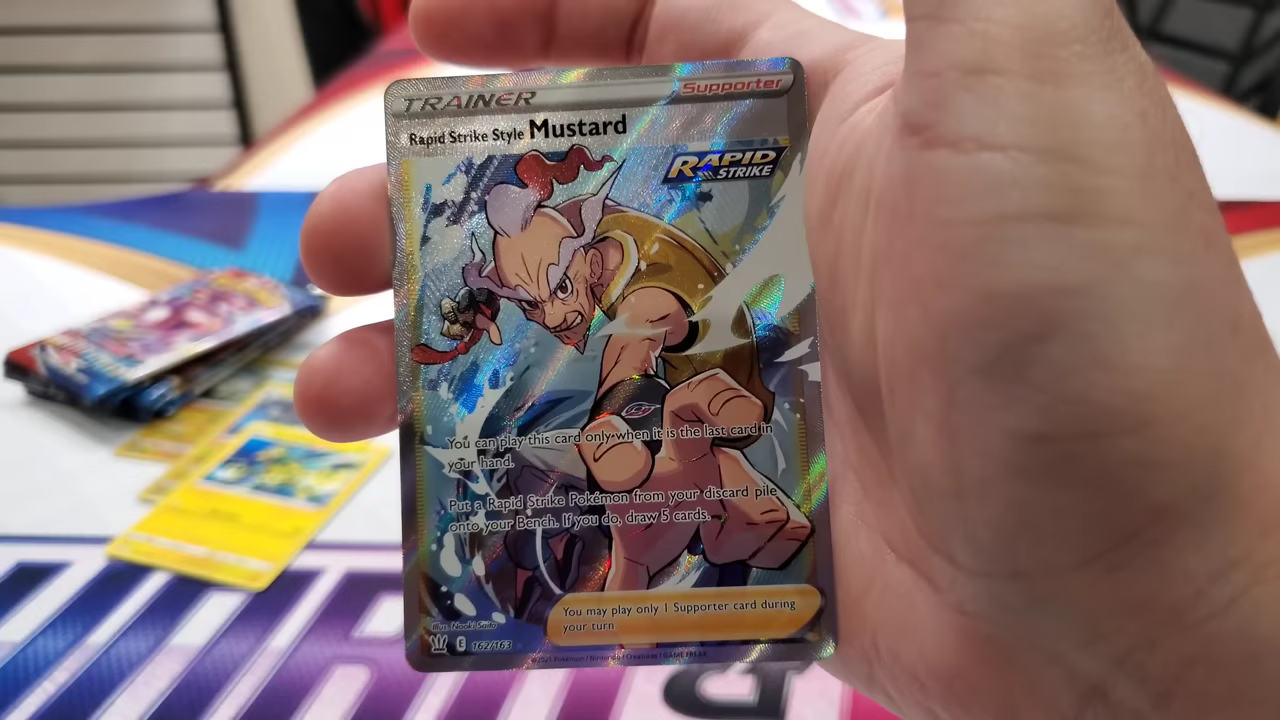 TRAINER
Supporter
Rapid Strike Style Mustard
RAPID
STRIKE
You can play this card only when it is the last card in
your hand.
Put a Rapid Strike Pokémon from your discard pile
onto your Bench. If you do, draw 5 cards.
You may play only 1 Supporter card during
your turn.
Illus. Naoki Saito
E 162/163
©2021 Pokémon / Nintendo / Creatures / GAME FREAK